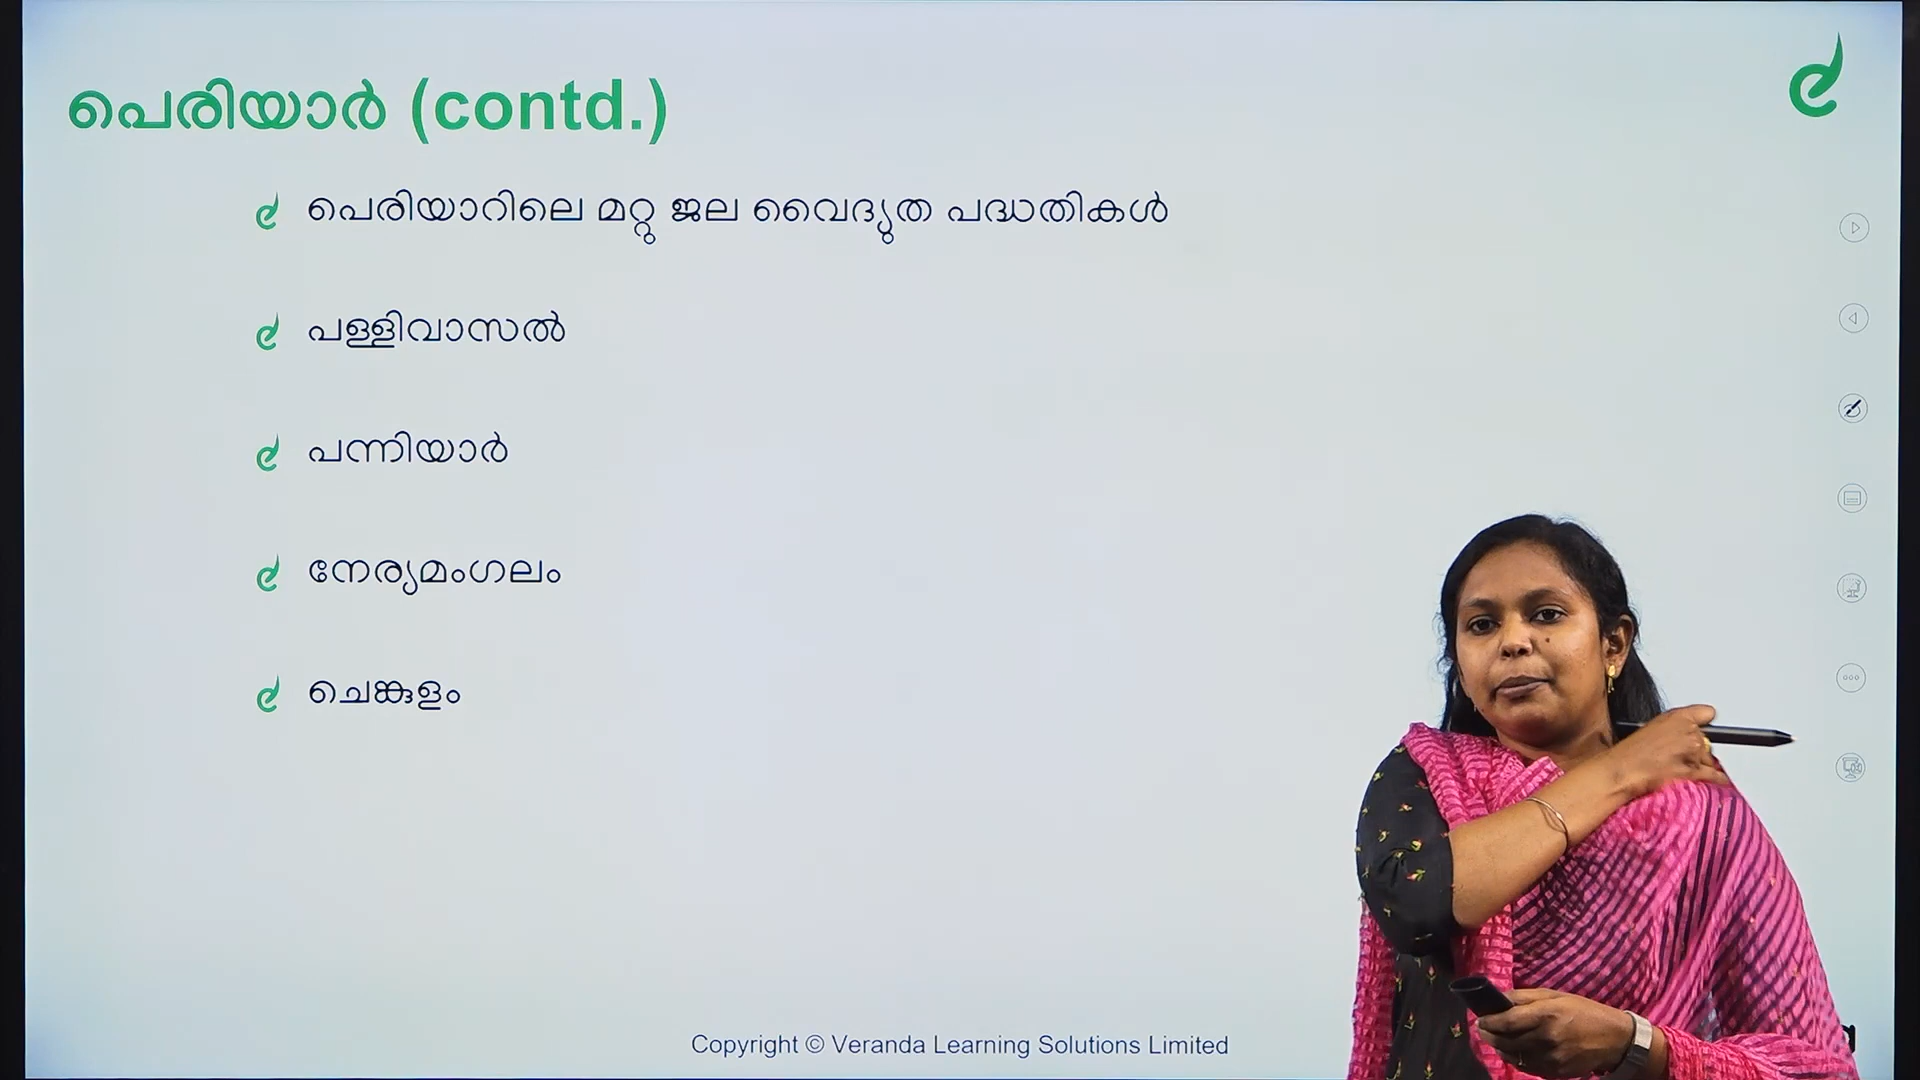 പെരിയാർ (contd.)
പെരിയാറിലെ മറ്റു ജല വൈദ്യുത പദ്ധതികൾ
പള്ളിവാസൽ
പന്നിയാർ
നേര്യമംഗലം
ചെങ്കുളം
Copyright © Veranda Learning Solutions Limited